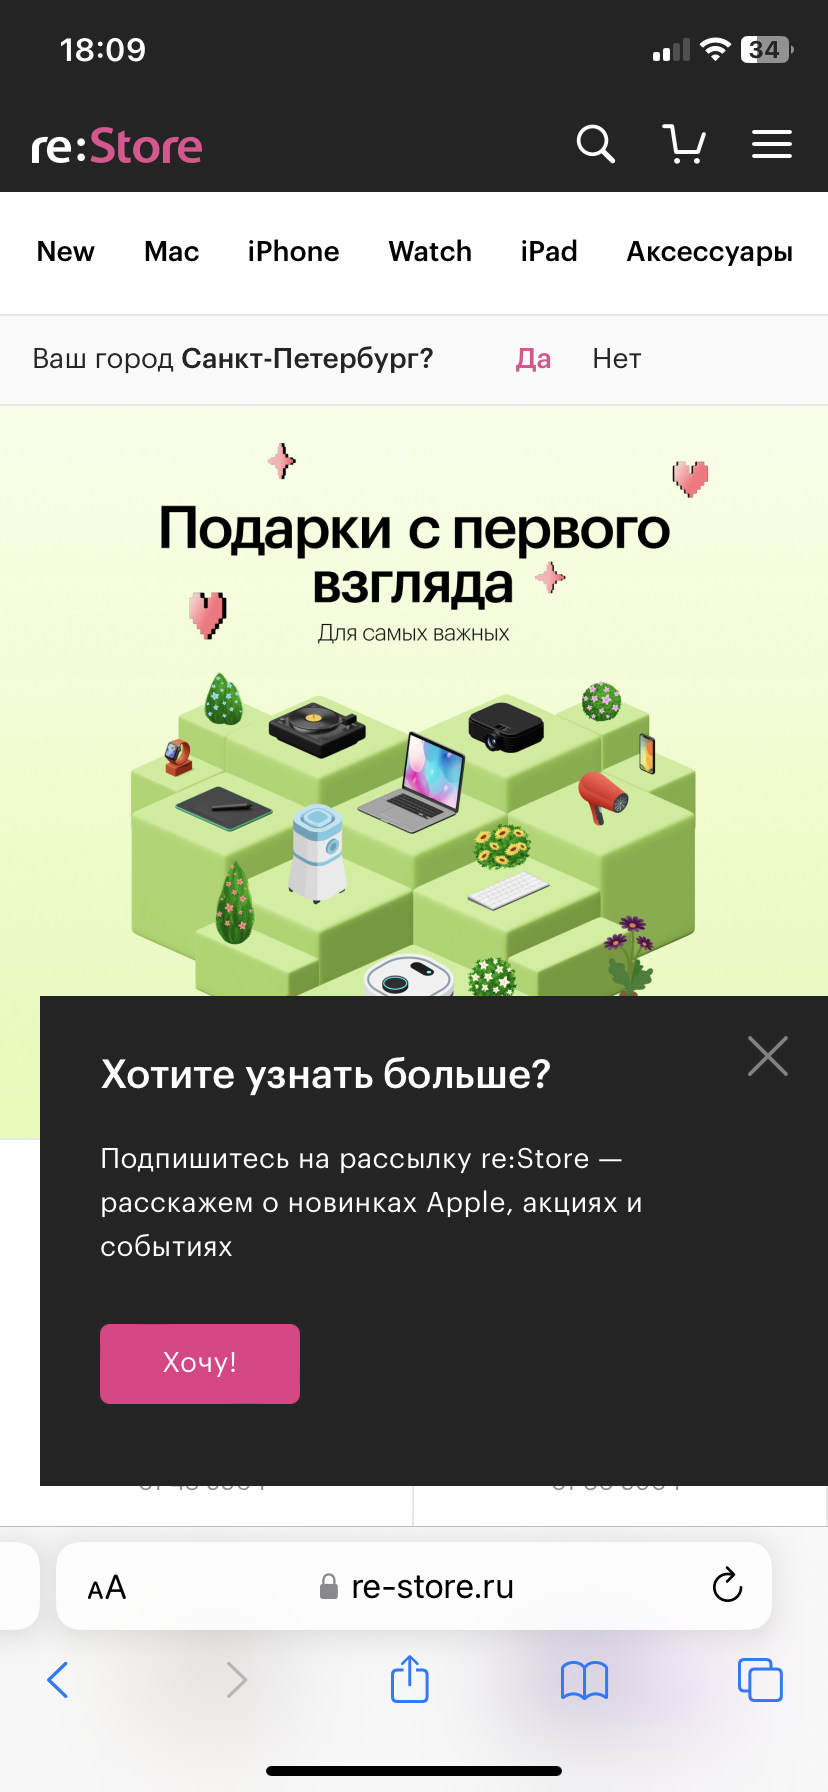 18:09
34
re:Store
New Mac iPhone Watch iPad Аксессуары
Ваш город Санкт-Петербург? Да Нет
Подарки с первого
взгляда
Для самых важных
Хотите узнать больше?
Подпишитесь на рассылку re:Store —
расскажем о новинках Apple, акциях и
событиях
Хочу!
AA re-store.ru